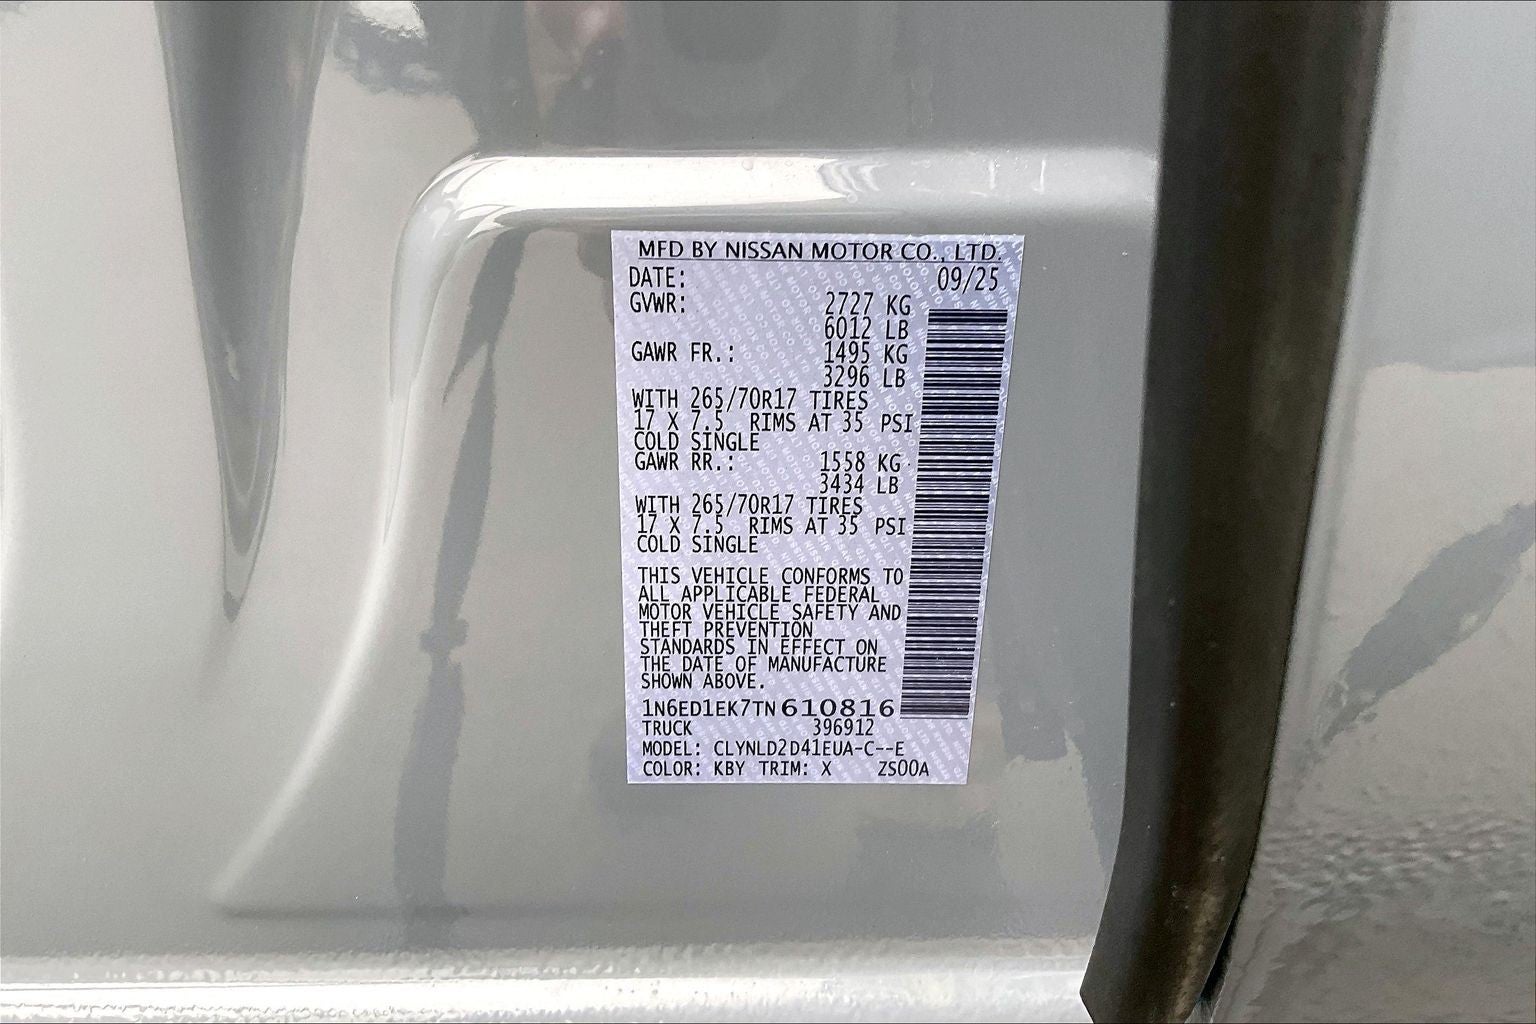 MFD BY NISSAN MOTOR CO., LTD.
DATE: 09/25
GVWR: 2727 KG
6012 LB
GAWR FR.: 1495 KG
3296 LB
WITH 265/70R17 TIRES
17 X 7.5 RIMS AT 35 PSI
COLD SINGLE
GAWR RR.: 1558 KG
3434 LB
WITH 265/70R17 TIRES
17 X 7.5 RIMS AT 35 PSI
COLD SINGLE
THIS VEHICLE CONFORMS TO
ALL APPLICABLE FEDERAL
MOTOR VEHICLE SAFETY AND
THEFT PREVENTION
STANDARDS IN EFFECT ON
THE DATE OF MANUFACTURE
SHOWN ABOVE.
1N6ED1EK7TN610816
TRUCK 396912
MODEL: CLYNLD2D41EUA-C--E
COLOR: KBY TRIM: X ZS00A